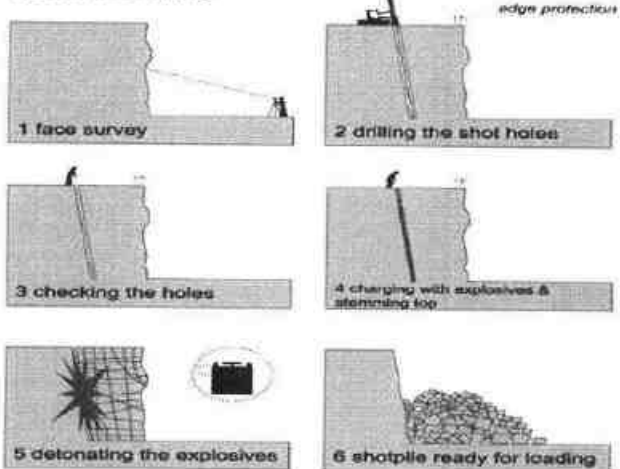 edge protection
1 face survey
2 drilling the shot holes
3 checking the holes
4 charging with explosives &
stemming top
5 detonating the explosives
6 shotpile ready for loading